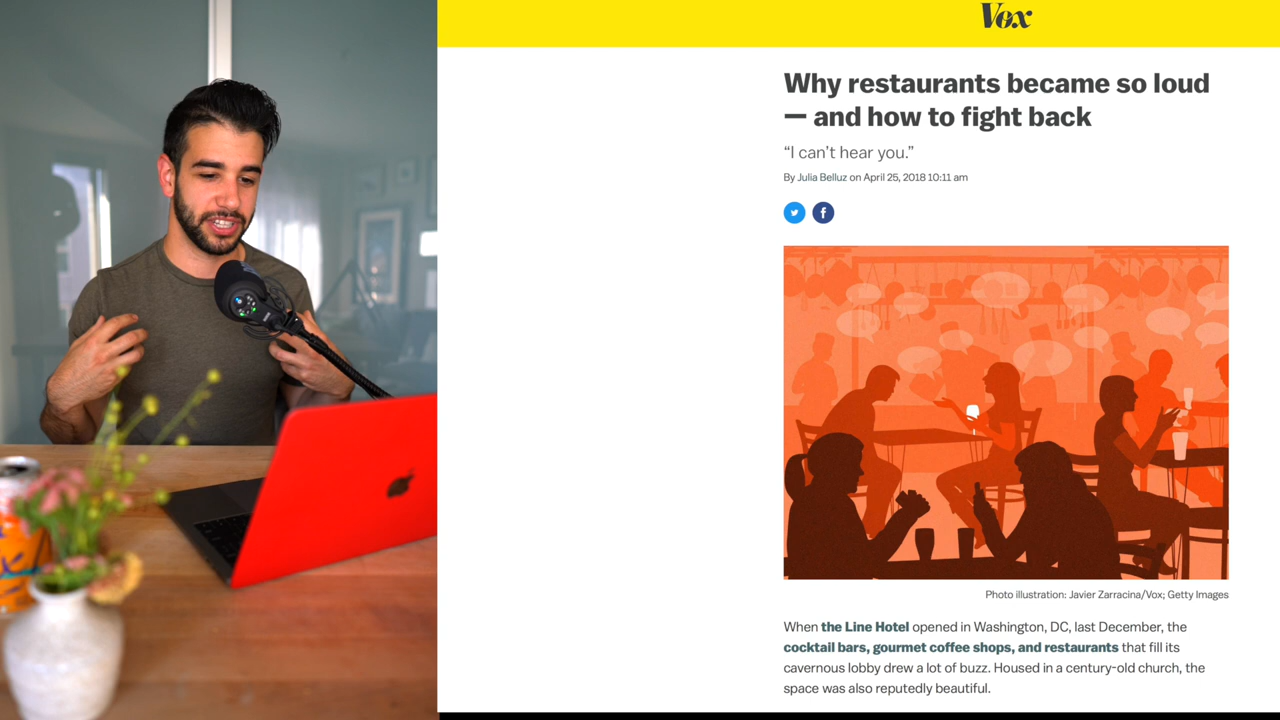 Vox
Why restaurants became so loud
— and how to fight back
“I can’t hear you.”
By Julia Belluz on April 25, 2018 10:11 am
Photo illustration: Javier Zarracina/Vox; Getty Images
When the Line Hotel opened in Washington, DC, last December, the
cocktail bars, gourmet coffee shops, and restaurants that fill its
cavernous lobby drew a lot of buzz. Housed in a century-old church, the
space was also reputedly beautiful.